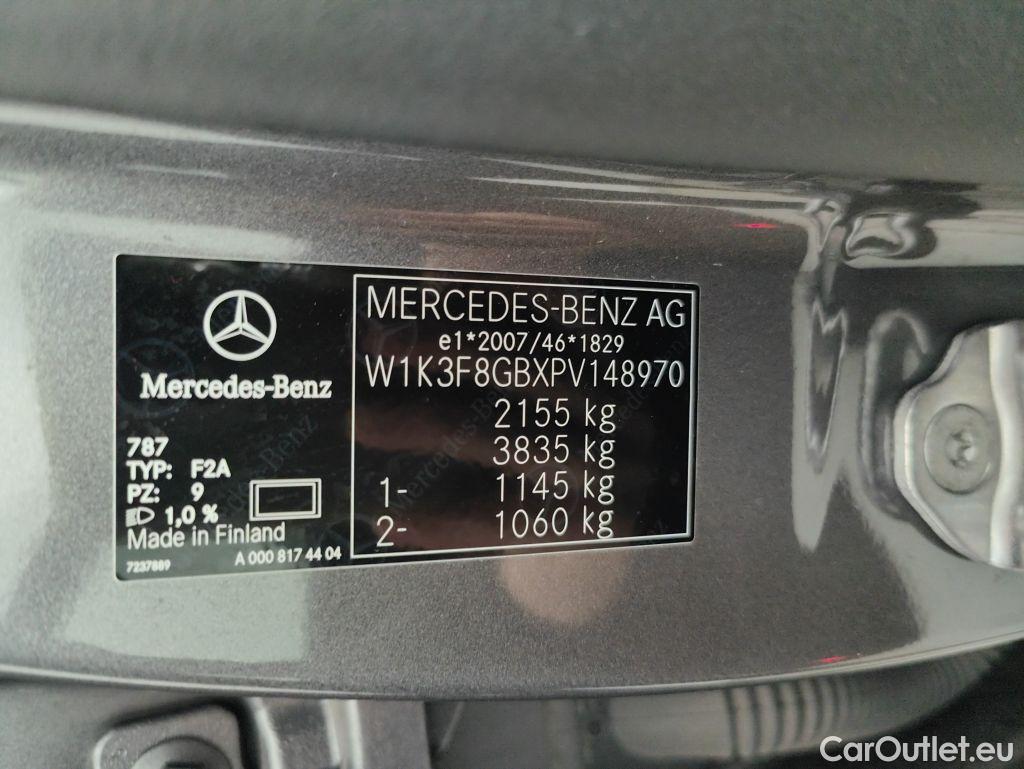 Mercedes-Benz
787
TYP: F2A
PZ: 9
1,0 %
Made in Finland
7237889
A 000 817 44 04
MERCEDES-BENZ AG
e1*2007/46*1829
W1K3F8GBXPV148970
2155 kg
3835 kg
1- 1145 kg
2- 1060 kg
CarOutlet.eu